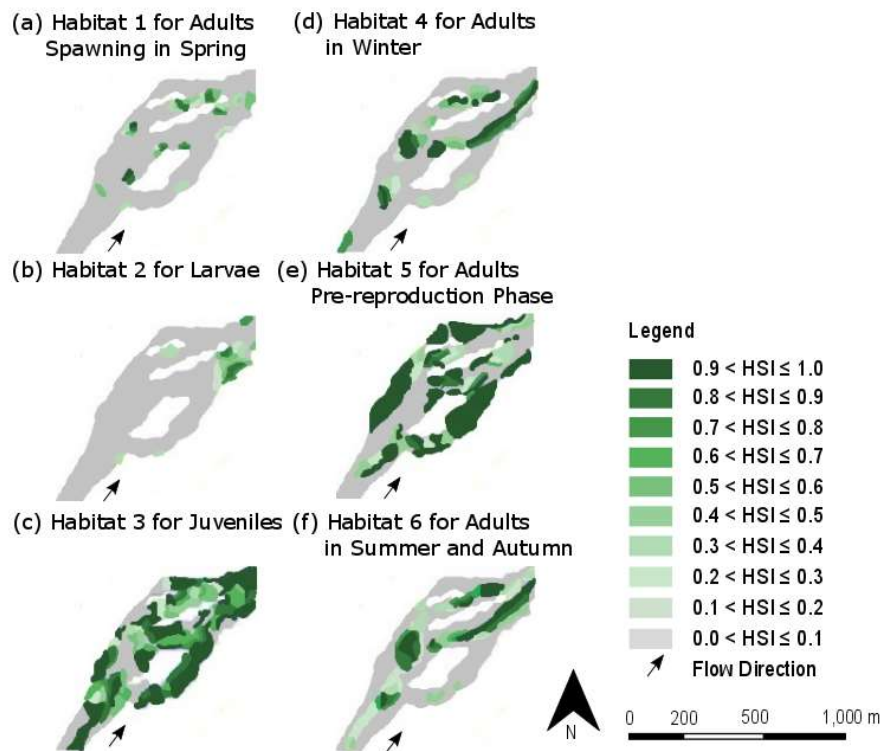 (a) Habitat 1 for Adults
Spawning in Spring
(d) Habitat 4 for Adults
in Winter
(b) Habitat 2 for Larvae
(e) Habitat 5 for Adults
Pre-reproduction Phase
(c) Habitat 3 for Juveniles
(f) Habitat 6 for Adults
in Summer and Autumn
Legend
0.9 < HSI ≤ 1.0
0.8 < HSI ≤ 0.9
0.7 < HSI ≤ 0.8
0.6 < HSI ≤ 0.7
0.5 < HSI ≤ 0.6
0.4 < HSI ≤ 0.5
0.3 < HSI ≤ 0.4
0.2 < HSI ≤ 0.3
0.1 < HSI ≤ 0.2
0.0 < HSI ≤ 0.1
Flow Direction
N
0 200 500 1,000 m